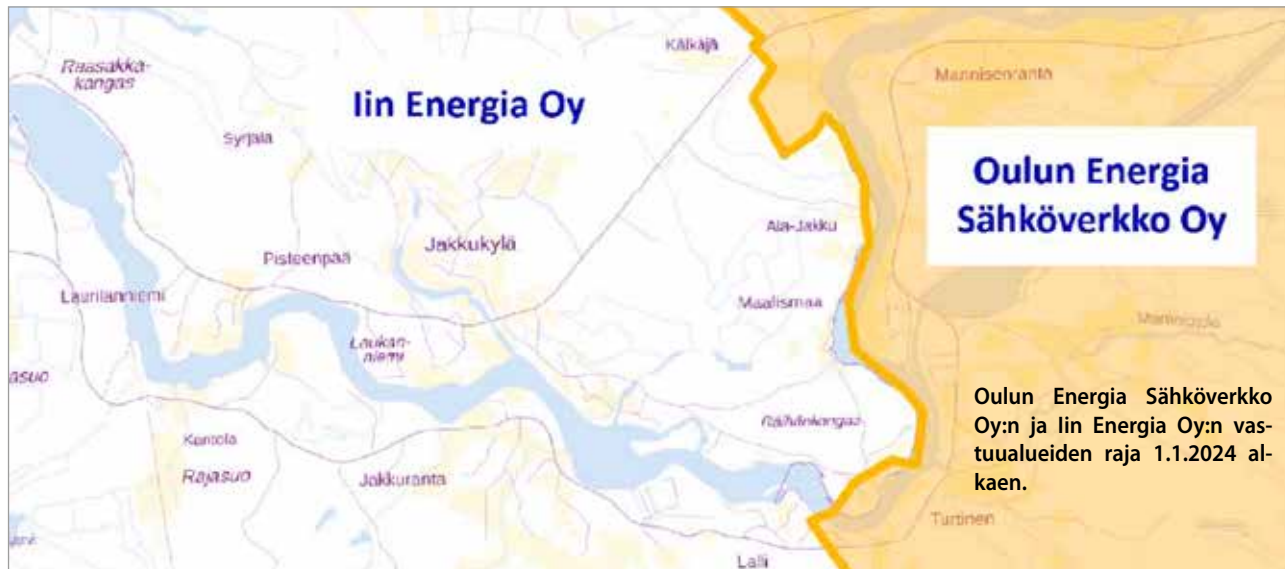 Kälkäjä
Raasakka-
kangas
Iin Energia Oy
Mannisenranta
Syrjälä
Oulun Energia
Sähköverkko Oy
Ala-Jakku
Jakkukylä
Pisteenpää
Laurilanniemi
Maalismaa
Laukan-
niemi
asuo
Oulun Energia Sähköverkko
Oy:n ja Iin Energia Oy:n vas-
tuualueiden raja 1.1.2024 al-
kaen.
Räihänkangas
Kantola
Rajasuo
Jakkuranta
Turtinen
Lalli